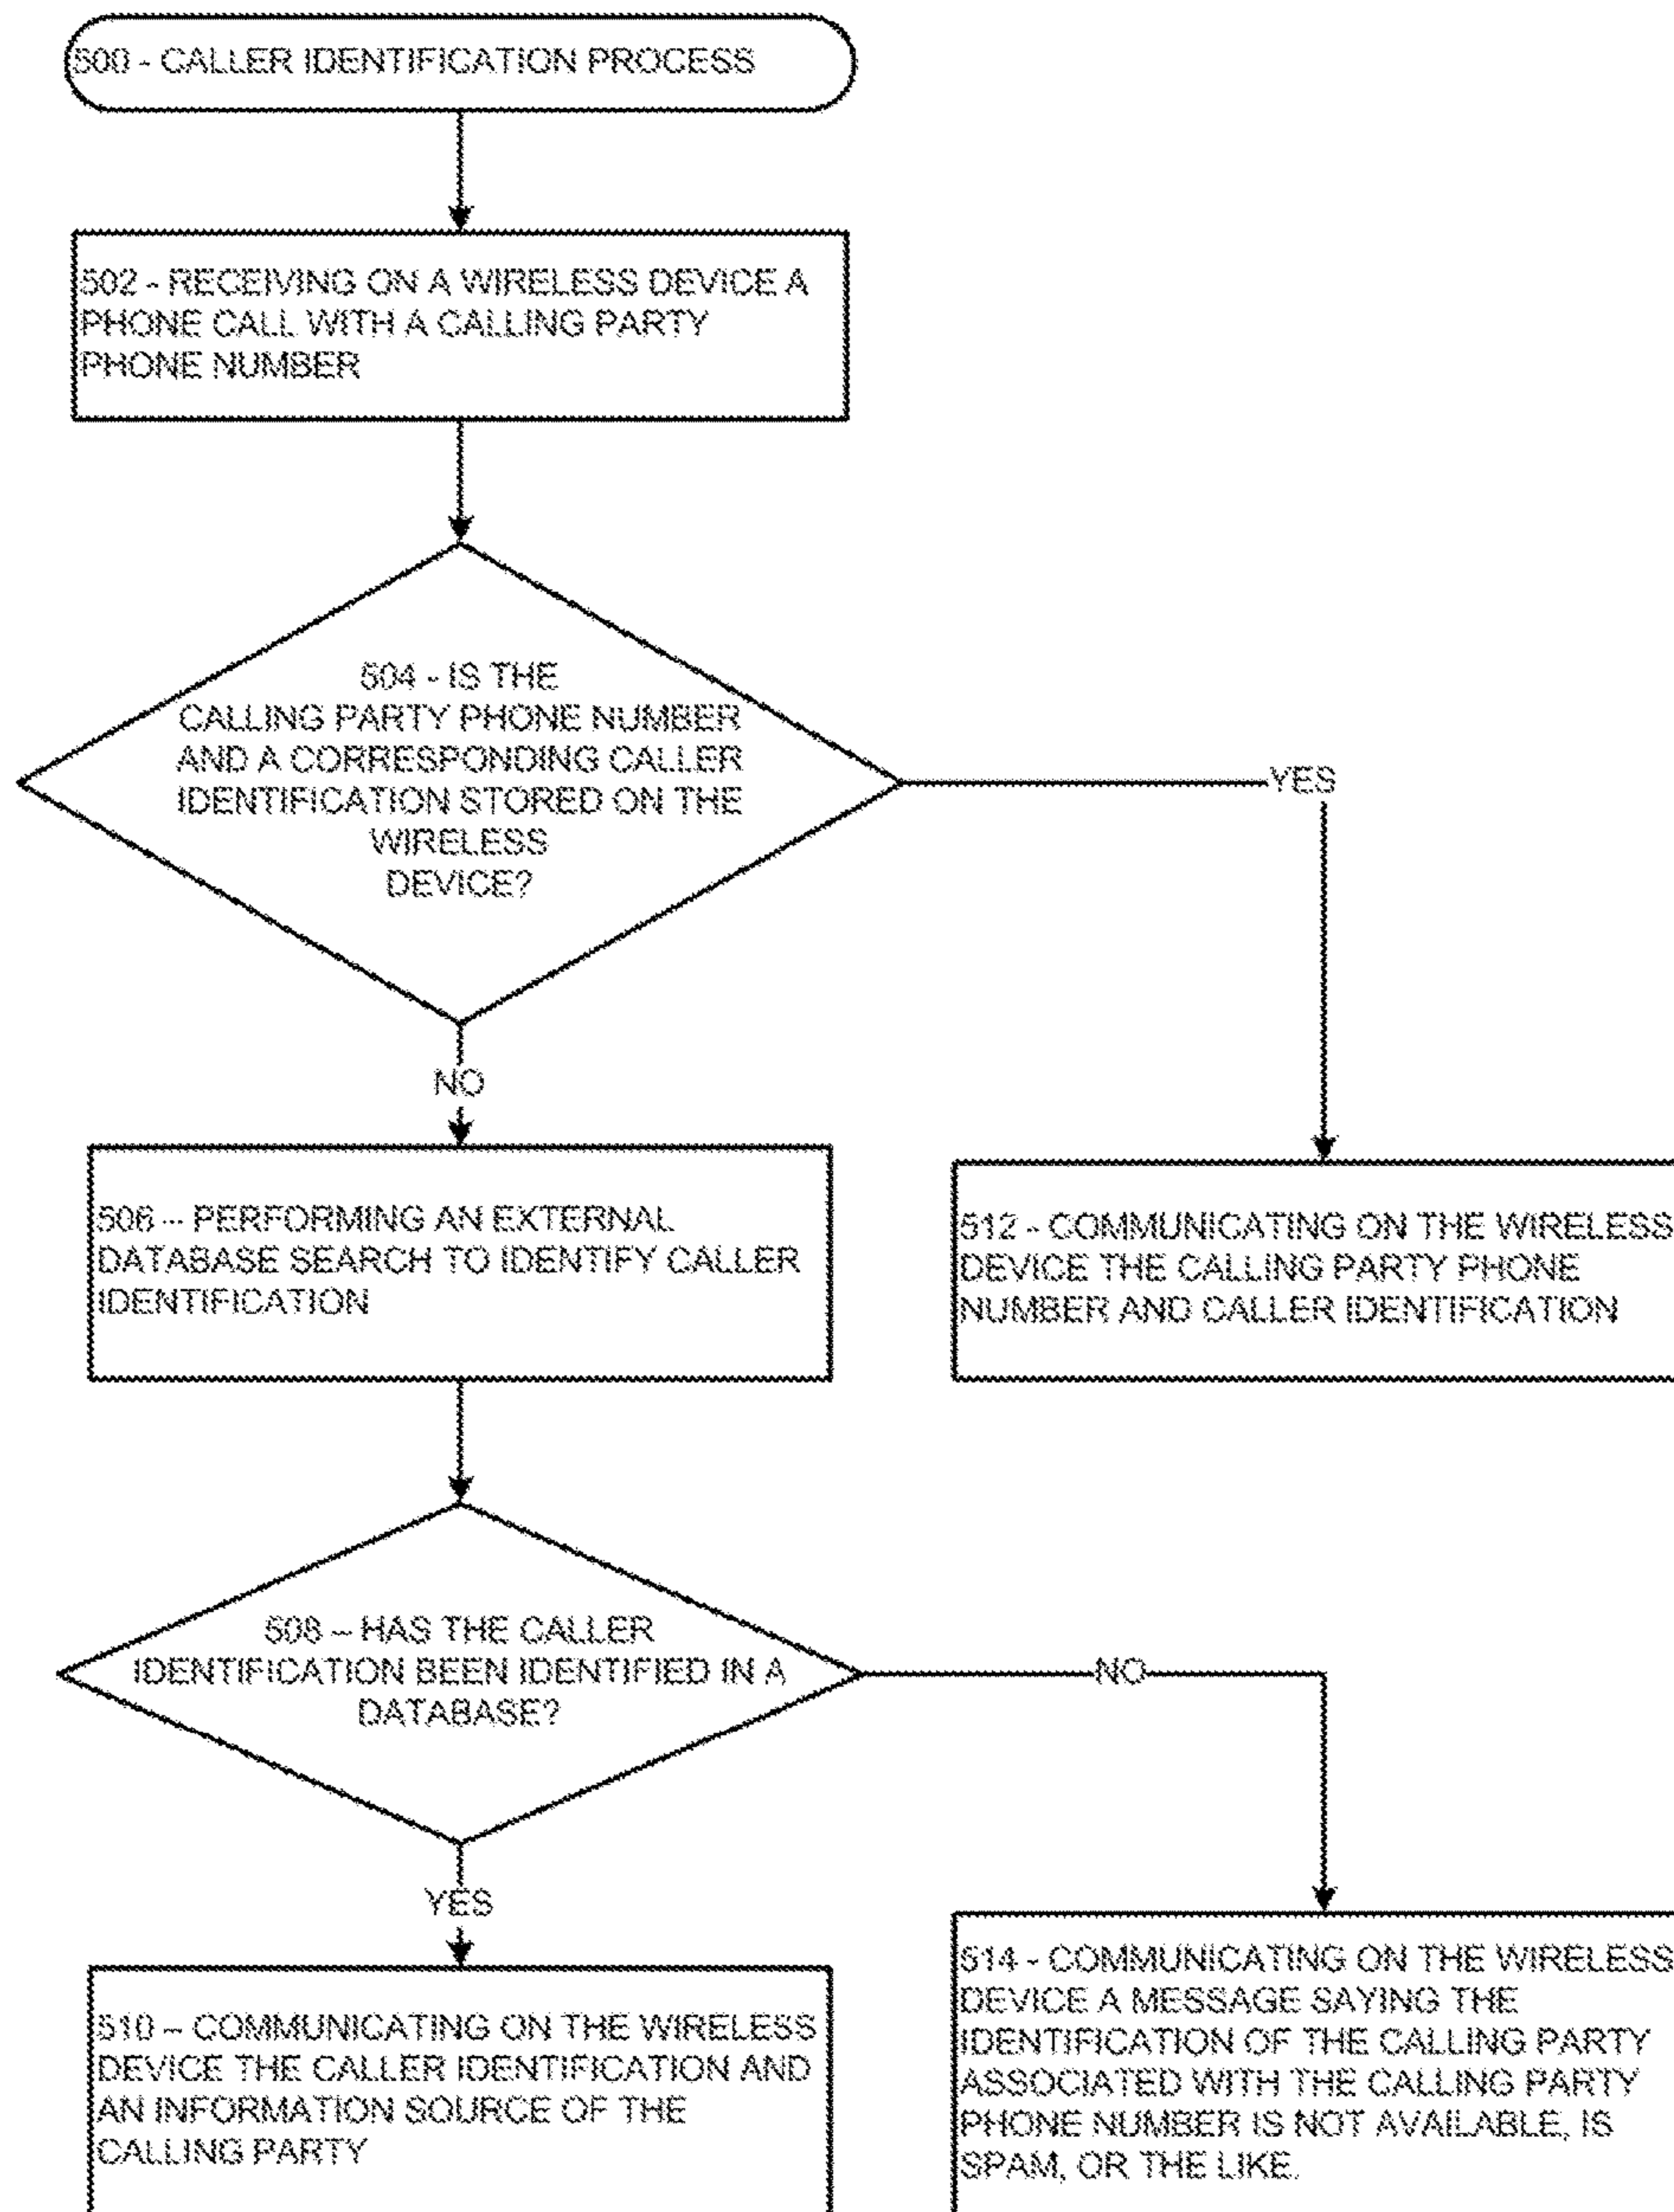 500 - CALLER IDENTIFICATION PROCESS
502 - RECEIVING ON A WIRELESS DEVICE A
PHONE CALL WITH A CALLING PARTY
PHONE NUMBER
504 - IS THE
CALLING PARTY PHONE NUMBER
AND A CORRESPONDING CALLER
IDENTIFICATION STORED ON THE
WIRELESS
DEVICE?
YES
NO
506 – PERFORMING AN EXTERNAL
DATABASE SEARCH TO IDENTIFY CALLER
IDENTIFICATION
512 - COMMUNICATING ON THE WIRELESS
DEVICE THE CALLING PARTY PHONE
NUMBER AND CALLER IDENTIFICATION
508 – HAS THE CALLER
IDENTIFICATION BEEN IDENTIFIED IN A
DATABASE?
NO
YES
510 – COMMUNICATING ON THE WIRELESS
DEVICE THE CALLER IDENTIFICATION AND
AN INFORMATION SOURCE OF THE
CALLING PARTY
514 - COMMUNICATING ON THE WIRELESS
DEVICE A MESSAGE SAYING THE
IDENTIFICATION OF THE CALLING PARTY
ASSOCIATED WITH THE CALLING PARTY
PHONE NUMBER IS NOT AVAILABLE, IS
SPAM, OR THE LIKE.